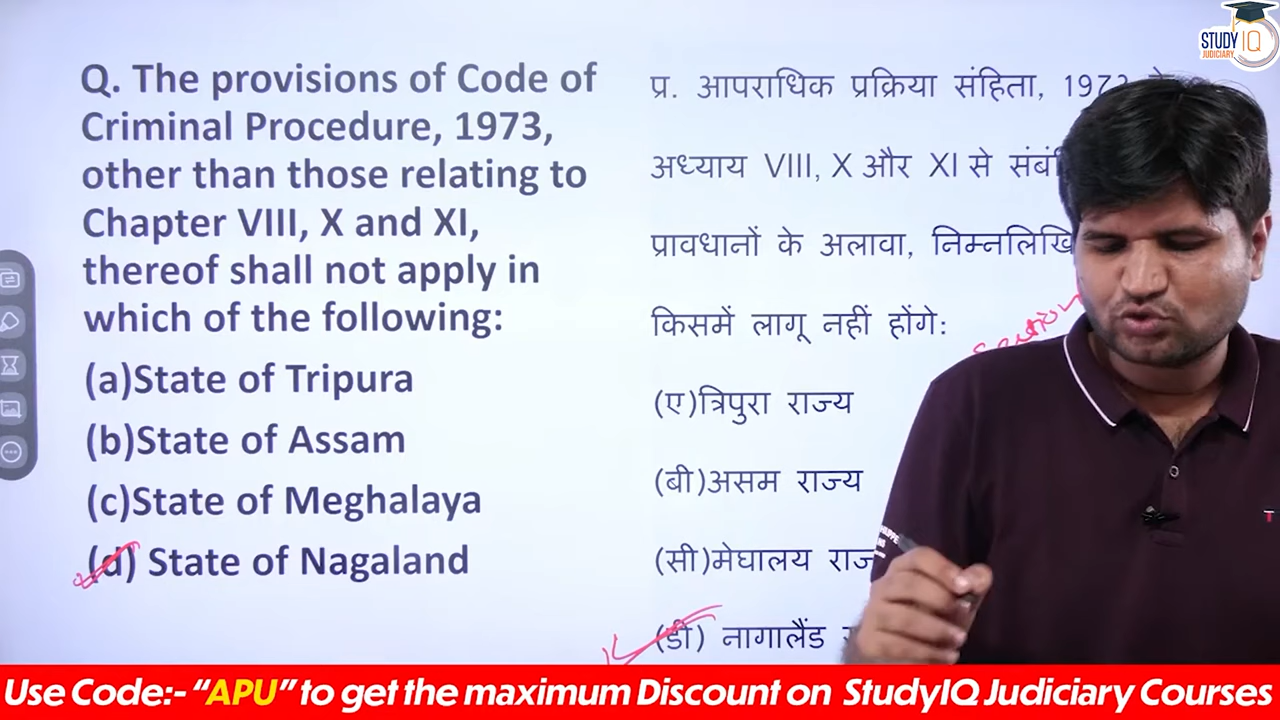 STUDY IQ
JUDICIARY
Q. The provisions of Code of
Criminal Procedure, 1973,
other than those relating to
Chapter VIII, X and XI,
thereof shall not apply in
which of the following:
(a)State of Tripura
(b)State of Assam
(c)State of Meghalaya
(d) State of Nagaland
प्र. आपराधिक प्रक्रिया संहिता,
अध्याय VIII, X और XI से
प्रावधानों के अलावा,
किसमें लागू नहीं होंगे:
(ए)त्रिपुरा राज्य
(बी)असम राज्य
(सी)मेघालय
(डी) नागालैंड
Use Code:- “APU” to get the maximum Discount on StudyIQ Judiciary Courses